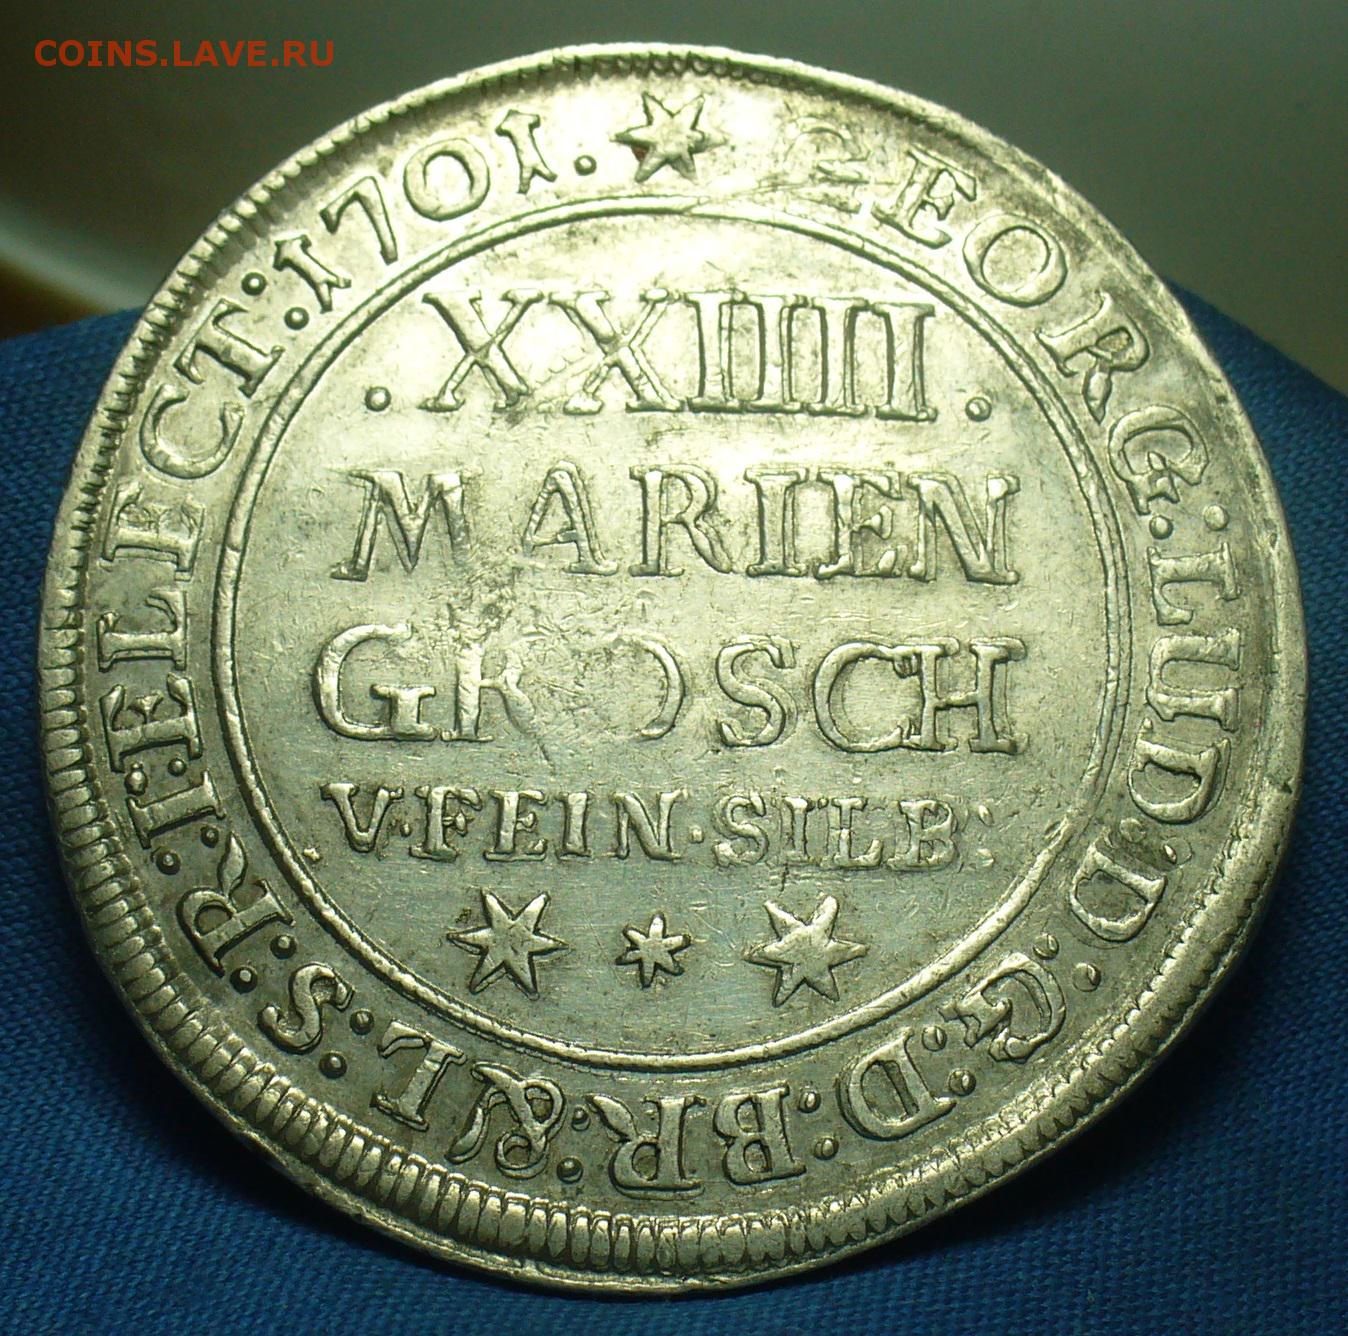 COINS.LAVE.RU
GEORG:LUD:D:G:D:BR:&L:S:R:I:ELECT:1701.
.XXIIII.
MARIEN
GROSCH
V.FEIN.SILB: